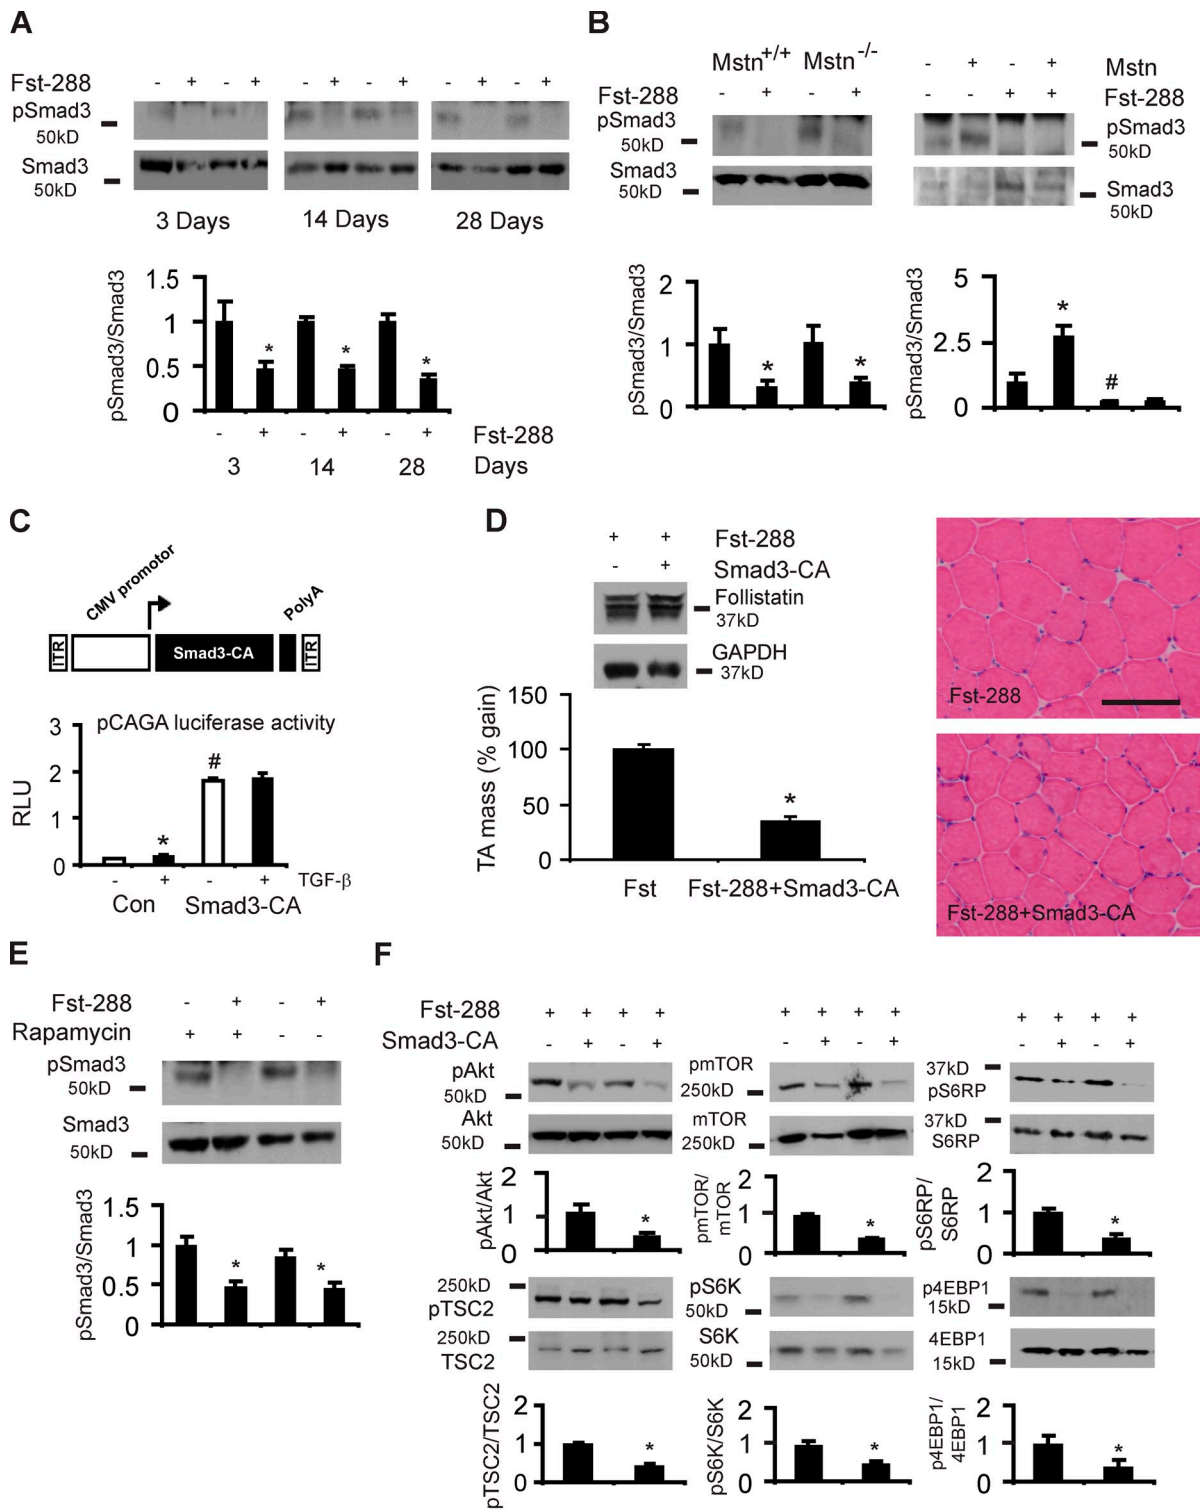 A
Fst-288 - + - + - + - + - + - +
pSmad3
50kD
Smad3
50kD
3 Days 14 Days 28 Days
pSmad3/Smad3
1.5
1
0.5
0
* * *
- + - + - + Fst-288
3 14 28 Days
B
Mstn+/+ Mstn-/-
Fst-288 - + - +
pSmad3
50kD
Smad3
50kD
- + - + Mstn
- - + + Fst-288
pSmad3
50kD
Smad3
50kD
pSmad3/Smad3
2
1
0
* *
pSmad3/Smad3
5
2.5
0
* #
C
CMV promotor
PolyA
ITR Smad3-CA ITR
pCAGA luciferase activity
RLU
3
2
1
0
* #
- + - + TGF-β
Con Smad3-CA
D
+ + Fst-288
- + Smad3-CA
Follistatin
37kD
GAPDH
37kD
TA mass (% gain)
150
100
50
0
*
Fst Fst-288+Smad3-CA
Fst-288
Fst-288+Smad3-CA
E
Fst-288 - + - +
Rapamycin + + - -
pSmad3
50kD
Smad3
50kD
pSmad3/Smad3
1.5
1
0.5
0
* *
F
Fst-288 + + + + + + + + + + + +
Smad3-CA - + - + - + - + - + - +
pAkt
50kD
Akt
50kD
pmTOR
250kD
mTOR
250kD
37kD
pS6RP
37kD
S6RP
pAkt/Akt
2
1
0
*
pmTOR/
mTOR
2
1
0
*
pS6RP/
S6RP
2
1
0
*
250kD
pTSC2
250kD
TSC2
pS6K
50kD
S6K
50kD
p4EBP1
15kD
4EBP1
15kD
pTSC2/TSC2
2
1
0
*
pS6K/S6K
2
1
0
*
p4EBP1/
4EBP1
2
1
0
*